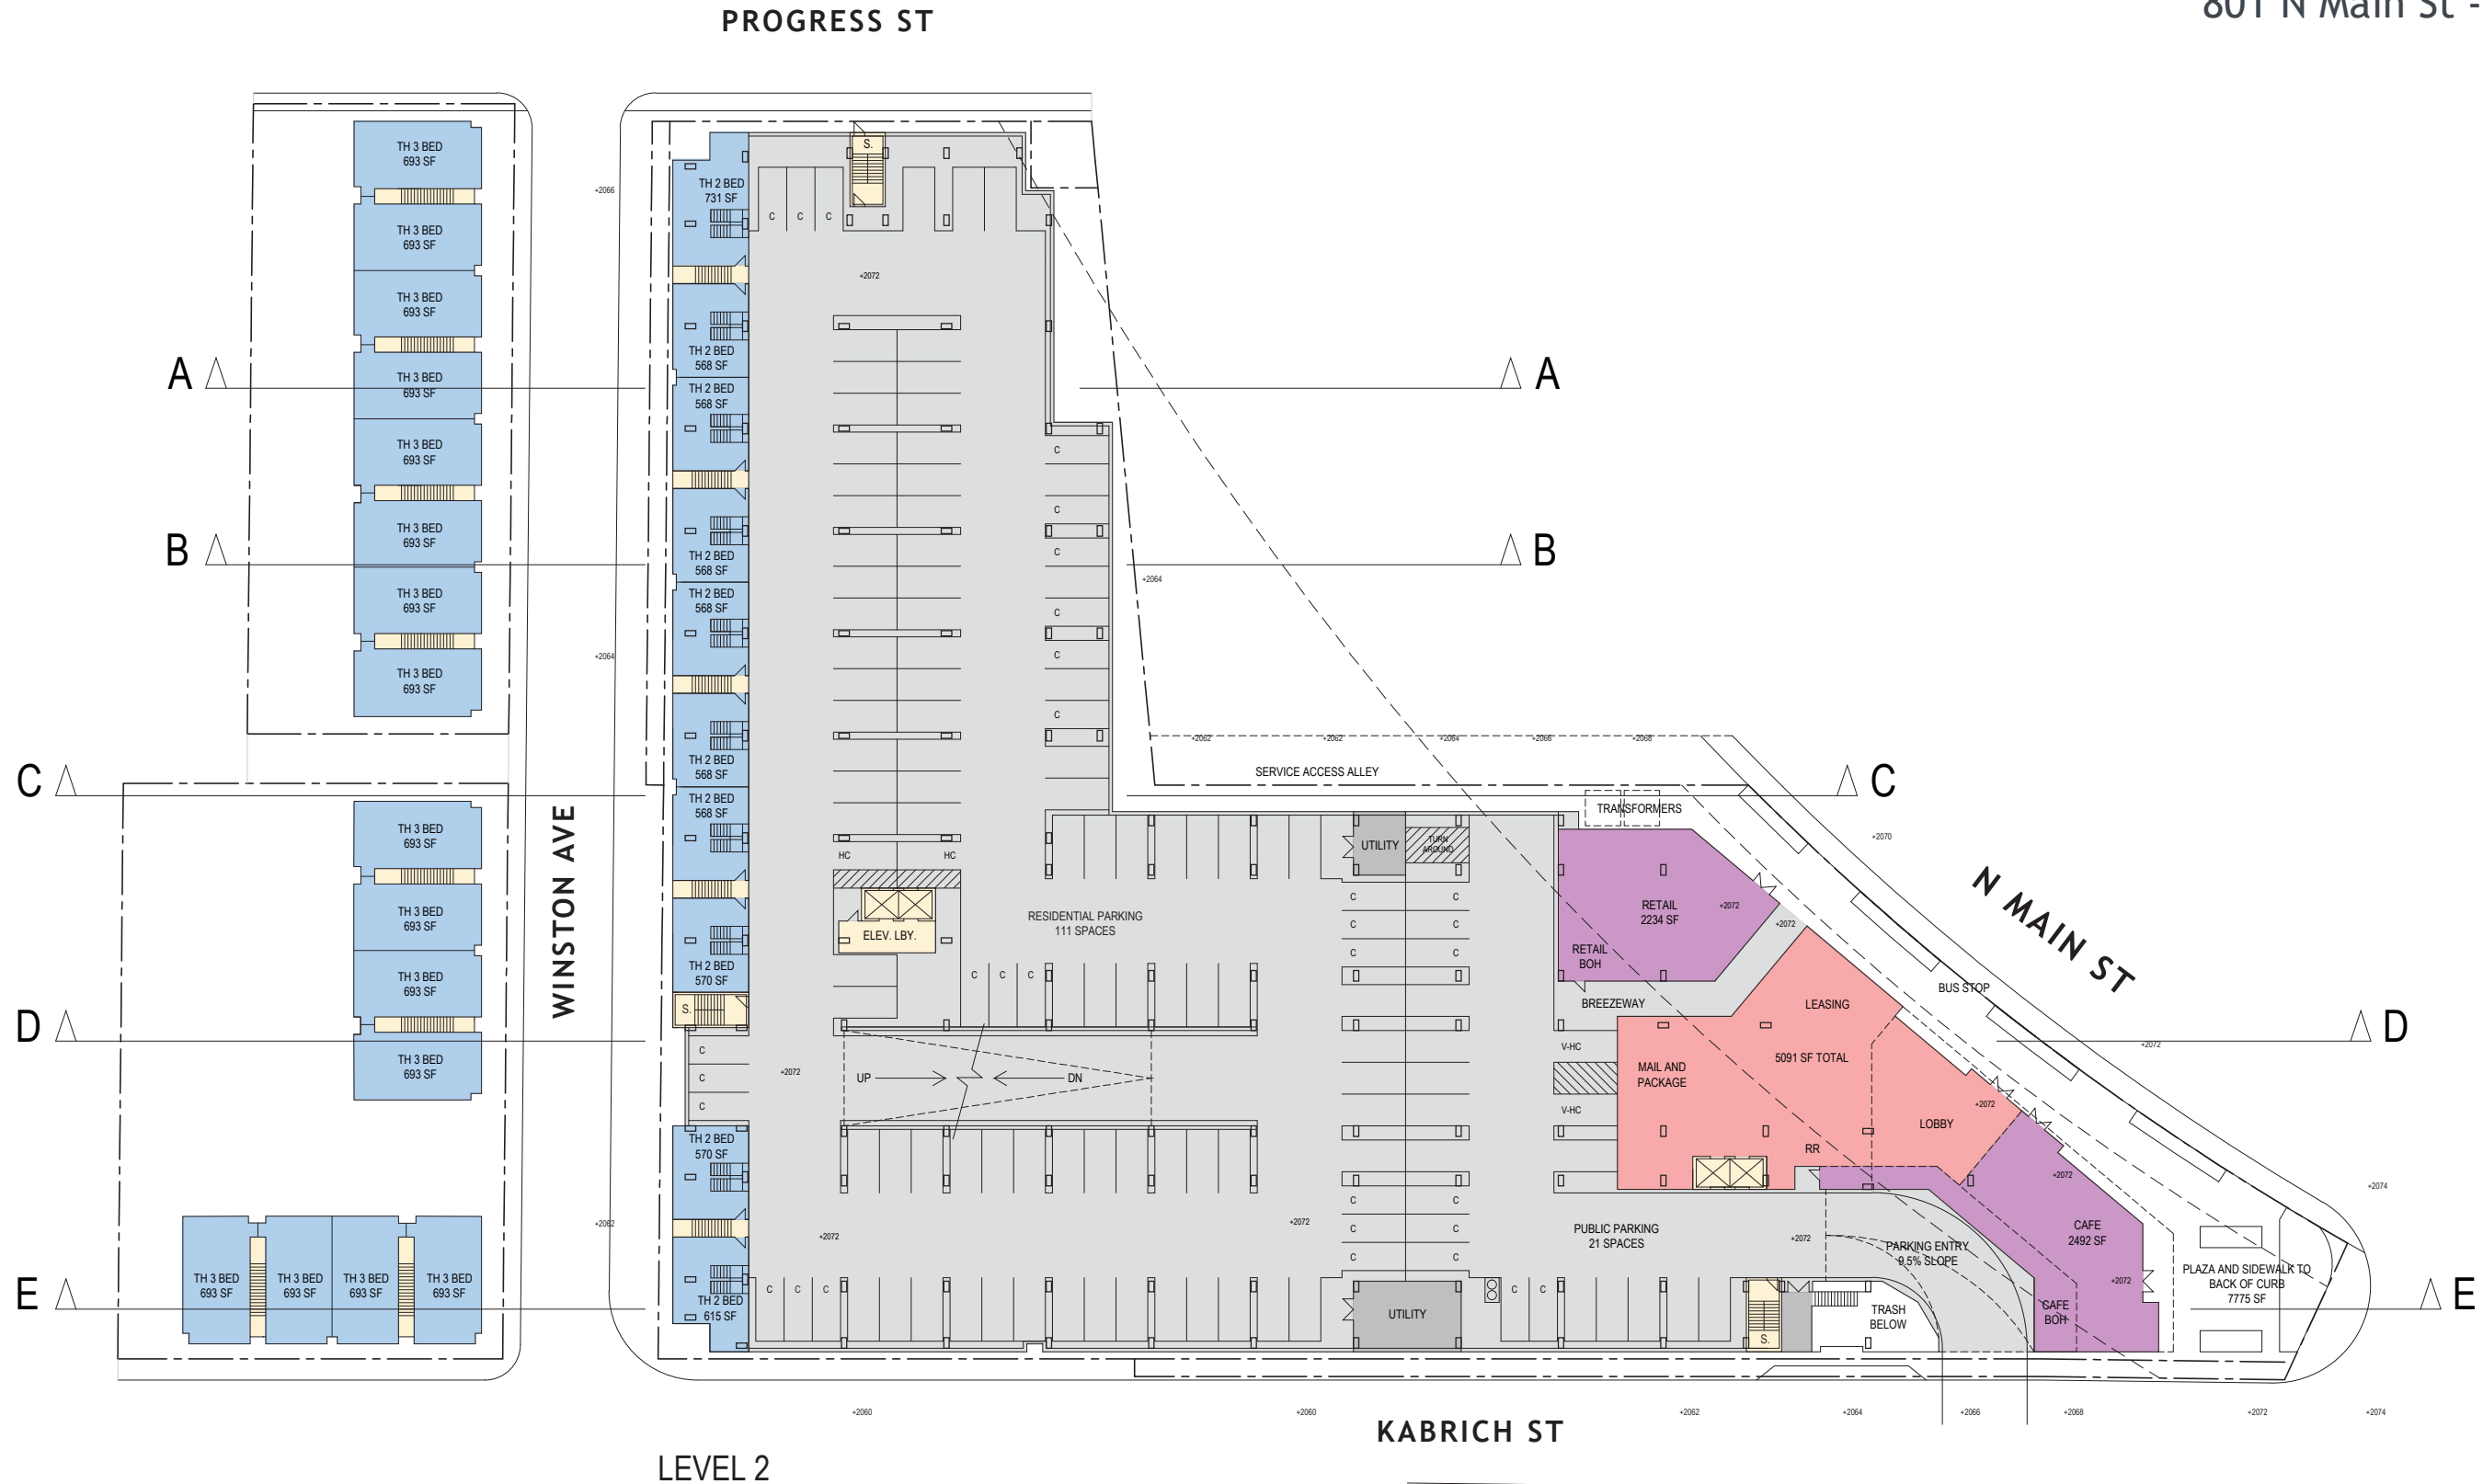 PROGRESS ST
801 N Main St -
TH 3 BED
693 SF
TH 3 BED
693 SF
TH 3 BED
693 SF
TH 3 BED
693 SF
TH 3 BED
693 SF
TH 3 BED
693 SF
TH 3 BED
693 SF
TH 3 BED
693 SF
+2066
+2064
+2062
TH 2 BED
731 SF
TH 2 BED
568 SF
TH 2 BED
568 SF
TH 2 BED
568 SF
TH 2 BED
568 SF
TH 2 BED
568 SF
TH 2 BED
568 SF
TH 2 BED
570 SF
S.
TH 2 BED
570 SF
TH 2 BED
615 SF
S.
C C C
+2072
A
A
B
B
C
C
D
D
E
E
C
C
C
C
C
C
+2064
+2062
+2062
+2064
+2066
+2068
SERVICE ACCESS ALLEY
TRANSFORMERS
+2070
N MAIN ST
WINSTON AVE
TH 3 BED
693 SF
TH 3 BED
693 SF
TH 3 BED
693 SF
TH 3 BED
693 SF
TH 3 BED
693 SF
TH 3 BED
693 SF
TH 3 BED
693 SF
TH 3 BED
693 SF
HC
HC
ELEV. LBY.
RESIDENTIAL PARKING
111 SPACES
C C C
UTILITY
TURN
AROUND
C
C
C
C
C
C
RETAIL
2234 SF
+2072
+2072
RETAIL
BOH
BREEZEWAY
LEASING
BUS STOP
+2072
5091 SF TOTAL
V-HC
MAIL AND
PACKAGE
V-HC
LOBBY
+2072
RR
C
C
C
+2072
UP
DN
+2072
+2072
C
C
C
C
C
C
PUBLIC PARKING
21 SPACES
+2072
PARKING ENTRY
9.5% SLOPE
+2072
CAFE
2492 SF
+2072
+2074
PLAZA AND SIDEWALK TO
BACK OF CURB
7775 SF
CAFE
BOH
TRASH
BELOW
C C C
UTILITY
C C
S.
+2060
+2060
+2062
+2064
+2066
+2068
+2072
+2074
KABRICH ST
LEVEL 2